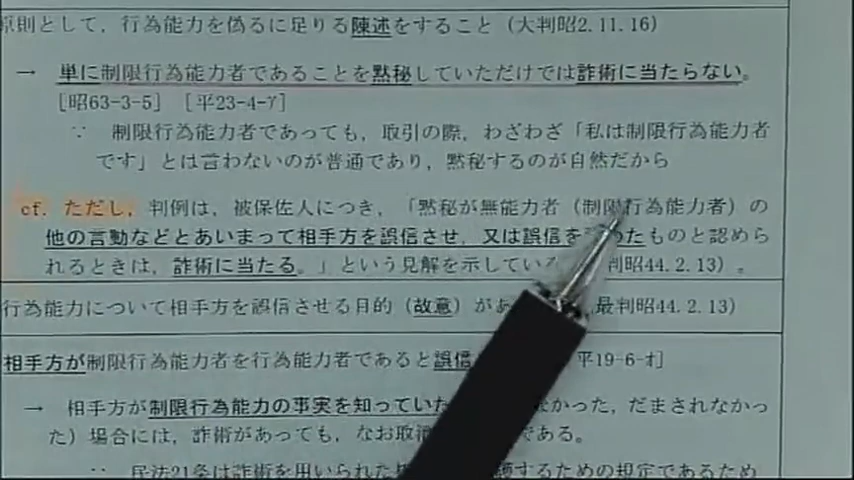 原則として，行為能力を偽るに足りる陳述をすること（大判昭2.11.16）
→ 単に制限行為能力者であることを黙秘していただけでは詐術に当たらない。
［昭63-3-5］［平23-4-ｱ］
∵ 制限行為能力者であっても，取引の際，わざわざ「私は制限行為能力者
です」とは言わないのが普通であり，黙秘するのが自然だから
cf. ただし，判例は，被保佐人につき，「黙秘が無能力者（制限行為能力者）の
他の言動などとあいまって相手方を誤信させ，又は誤信を たものと認めら
れるときは，詐術に当たる。」という見解を示している 判昭44.2.13）。
行為能力について相手方を誤信させる目的（故意）があ 最判昭44.2.13）
相手方が制限行為能力者を行為能力者であると誤信 平19-6-ｵ］
→ 相手方が制限行為能力の事実を知っていた なかった，だまされなかっ
た）場合には，詐術があっても，なお取消 である。
∵ 民法21条は詐術を用いられた 護するための規定であるため